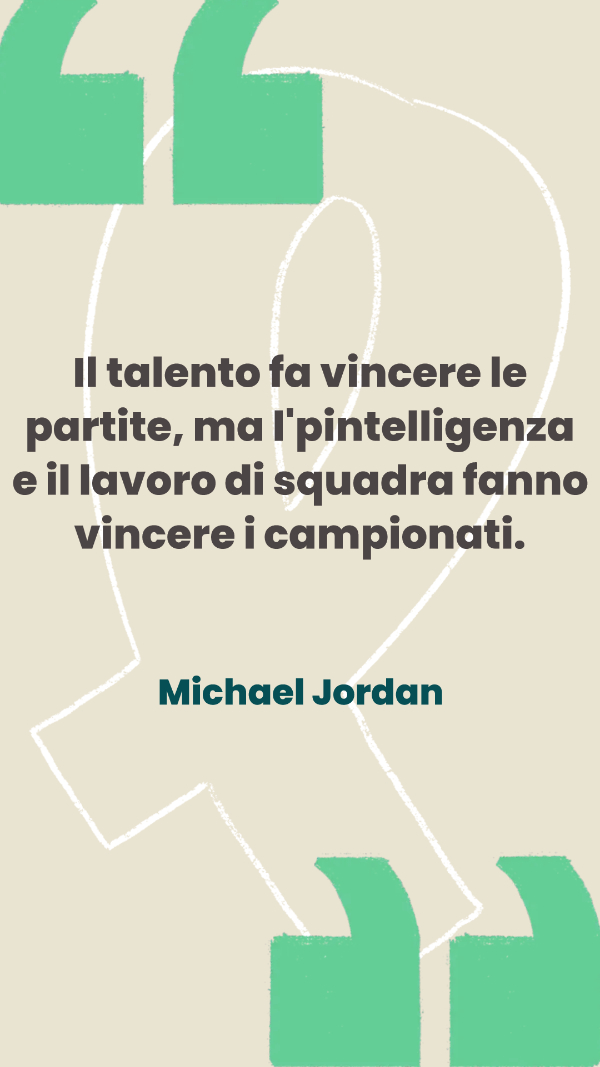 Il talento fa vincere le
partite, ma l'pintelligenza
e il lavoro di squadra fanno
vincere i campionati.
Michael Jordan